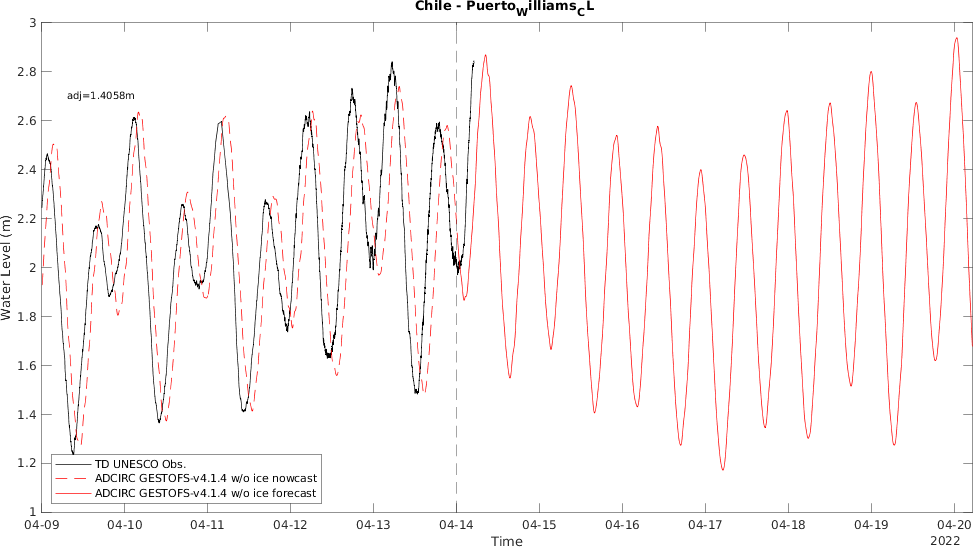 Chile - PuertoWilliamsCL
3
2.8
2.6
2.4
2.2
2
1.8
1.6
1.4
1.2
1
Water Level (m)
adj=1.4058m
TD UNESCO Obs.
ADCIRC GESTOFS-v4.1.4 w/o ice nowcast
ADCIRC GESTOFS-v4.1.4 w/o ice forecast
04-09 04-10 04-11 04-12 04-13 04-14 04-15 04-16 04-17 04-18 04-19 04-20
Time
2022